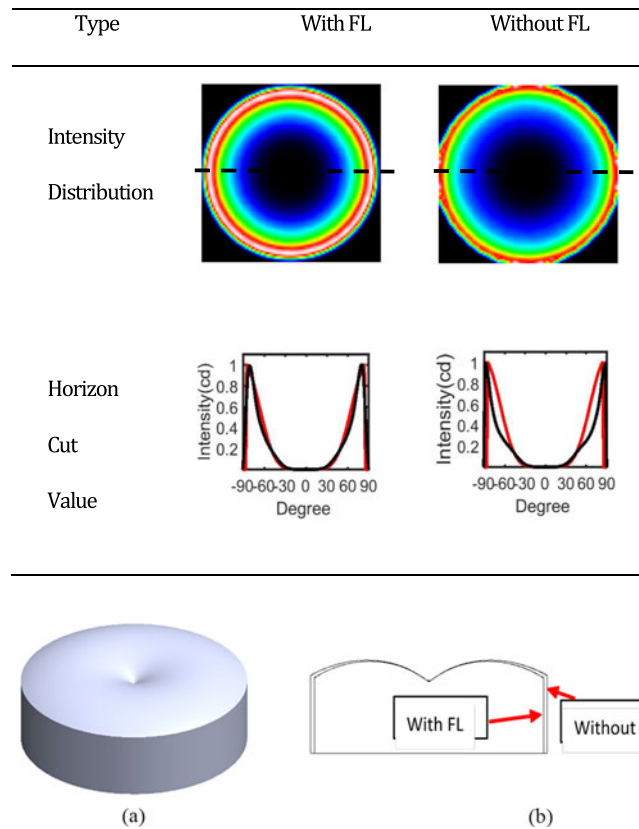 Type With FL Without FL
Intensity
Distribution
Horizon
Cut
Value
Intensity(cd)
1
0.8
0.6
0.4
0.2
-90-60-30 0 30 60 90
Degree
Intensity(cd)
1
0.8
0.6
0.4
0.2
-90-60-30 0 30 60 90
Degree
With FL
Without
(a) (b)